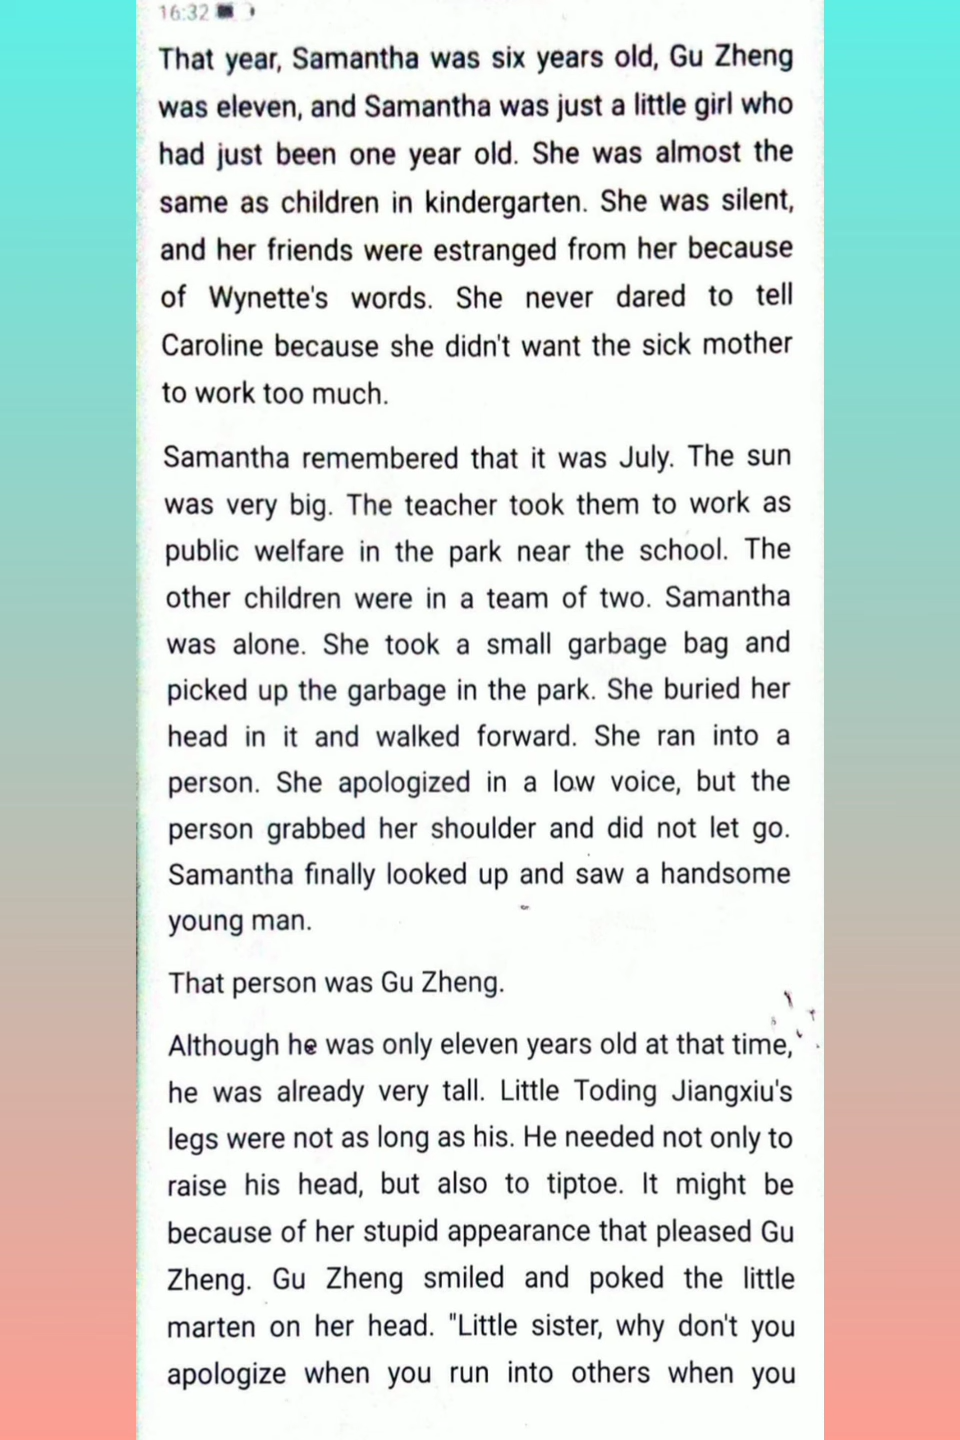 16:32
That year, Samantha was six years old, Gu Zheng
was eleven, and Samantha was just a little girl who
had just been one year old. She was almost the
same as children in kindergarten. She was silent,
and her friends were estranged from her because
of Wynette's words. She never dared to tell
Caroline because she didn't want the sick mother
to work too much.
Samantha remembered that it was July. The sun
was very big. The teacher took them to work as
public welfare in the park near the school. The
other children were in a team of two. Samantha
was alone. She took a small garbage bag and
picked up the garbage in the park. She buried her
head in it and walked forward. She ran into a
person. She apologized in a low voice, but the
person grabbed her shoulder and did not let go.
Samantha finally looked up and saw a handsome
young man.
That person was Gu Zheng.
Although he was only eleven years old at that time,
he was already very tall. Little Toding Jiangxiu's
legs were not as long as his. He needed not only to
raise his head, but also to tiptoe. It might be
because of her stupid appearance that pleased Gu
Zheng. Gu Zheng smiled and poked the little
marten on her head. "Little sister, why don't you
apologize when you run into others when you